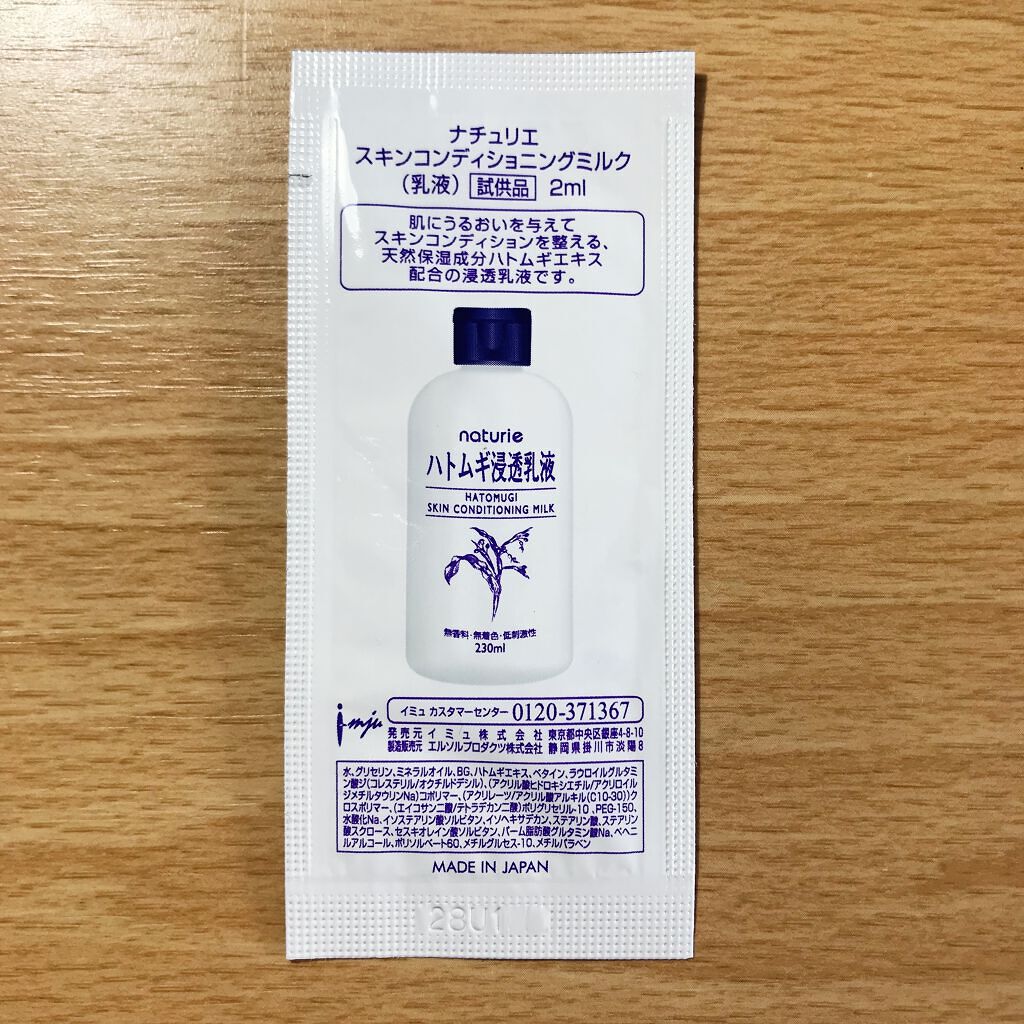 ナチュリエ
スキンコンディショニングミルク
（乳液） 試供品 2ml
肌にうるおいを与えて
スキンコンディションを整える、
天然保湿成分ハトムギエキス
配合の浸透乳液です。
naturie
ハトムギ浸透乳液
HATOMUGI
SKIN CONDITIONING MILK
無香料・無着色・低刺激性
230ml
imju
イミュ カスタマーセンター 0120-371367
発売元 イミュ株式会社 東京都中央区銀座4-8-10
製造販売元 エルソルプロダクツ株式会社 静岡県掛川市淡陽8
水、グリセリン、ミネラルオイル、BG、ハトムギエキス、ベタイン、ラウロイルグルタミ
ン酸ジ（コレステリル/オクチルドデシル）、（アクリル酸ヒドロキシエチル/アクリロイル
ジメチルタウリンNa）コポリマー、（アクリレーツ/アクリル酸アルキル（C10-30））ク
ロスポリマー、（エイコサン二酸/テトラデカン二酸）ポリグリセリル-10、PEG-150、
水酸化Na、イソステアリン酸ソルビタン、イソヘキサデカン、ステアリン酸、ステアリン
酸スクロース、セスキオレイン酸ソルビタン、パーム脂肪酸グルタミン酸Na、ベヘニ
ルアルコール、ポリソルベート60、メチルグルセス-10、メチルパラベン
MADE IN JAPAN
28U1